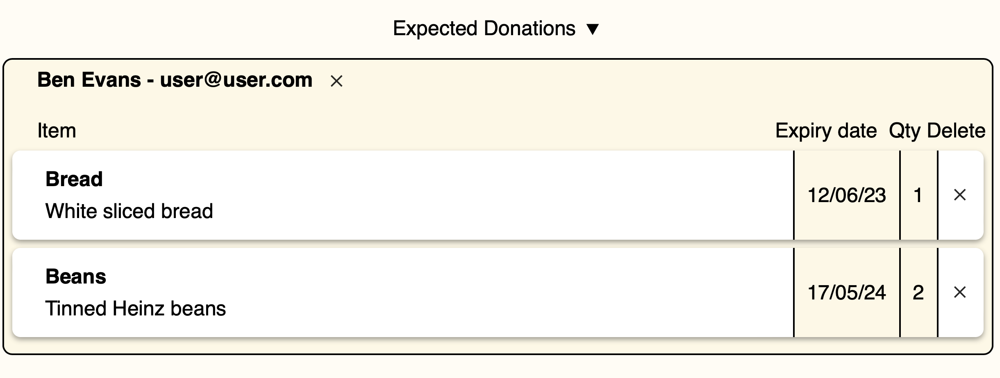 Expected Donations ▼
Ben Evans - user@user.com ×
Item Expiry date Qty Delete
Bread
White sliced bread
12/06/23 1 ×
Beans
Tinned Heinz beans
17/05/24 2 ×